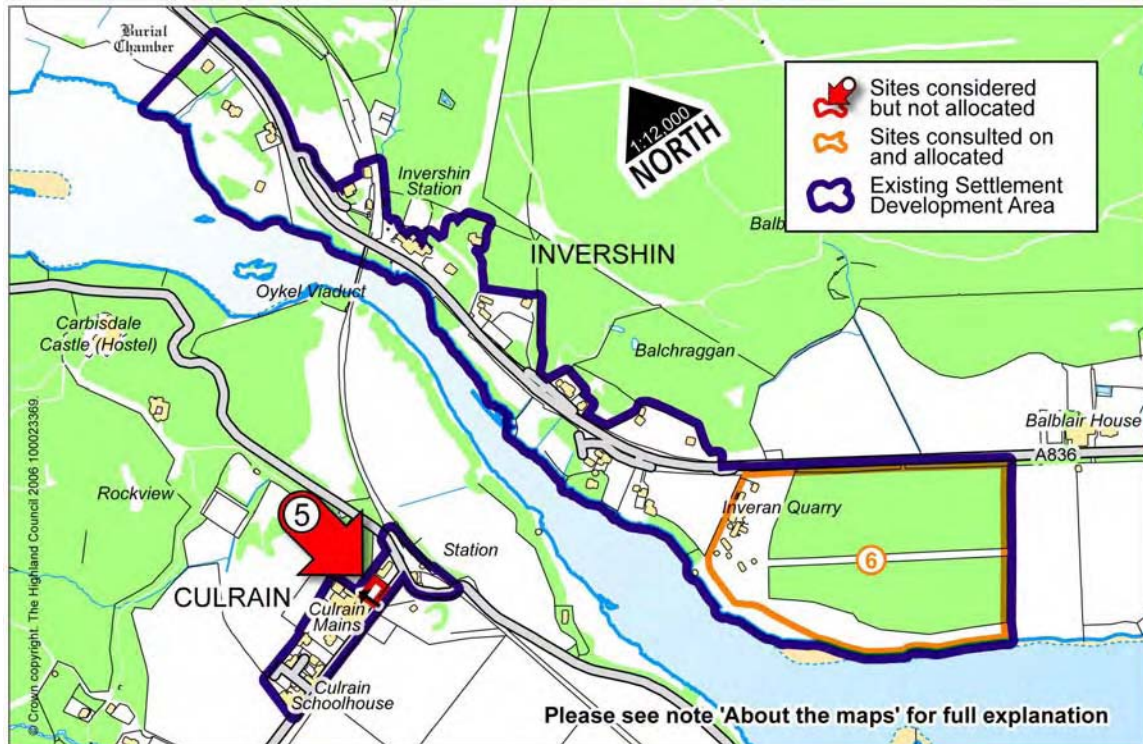 Burial
Chamber
Sites considered
but not allocated
Sites consulted on
and allocated
Existing Settlement
Development Area
1:12,000
NORTH
Invershin
Station
INVERSHIN
Balb
Oykel Viaduct
Carbisdale
Castle (Hostel)
Balchraggan
Balblair House
A836
Rockview
Inveran Quarry
5
Station
6
CULRAIN
Culrain
Mains
Culrain
Schoolhouse
© Crown copyright. The Highland Council 2006 100023369.
Please see note 'About the maps' for full explanation